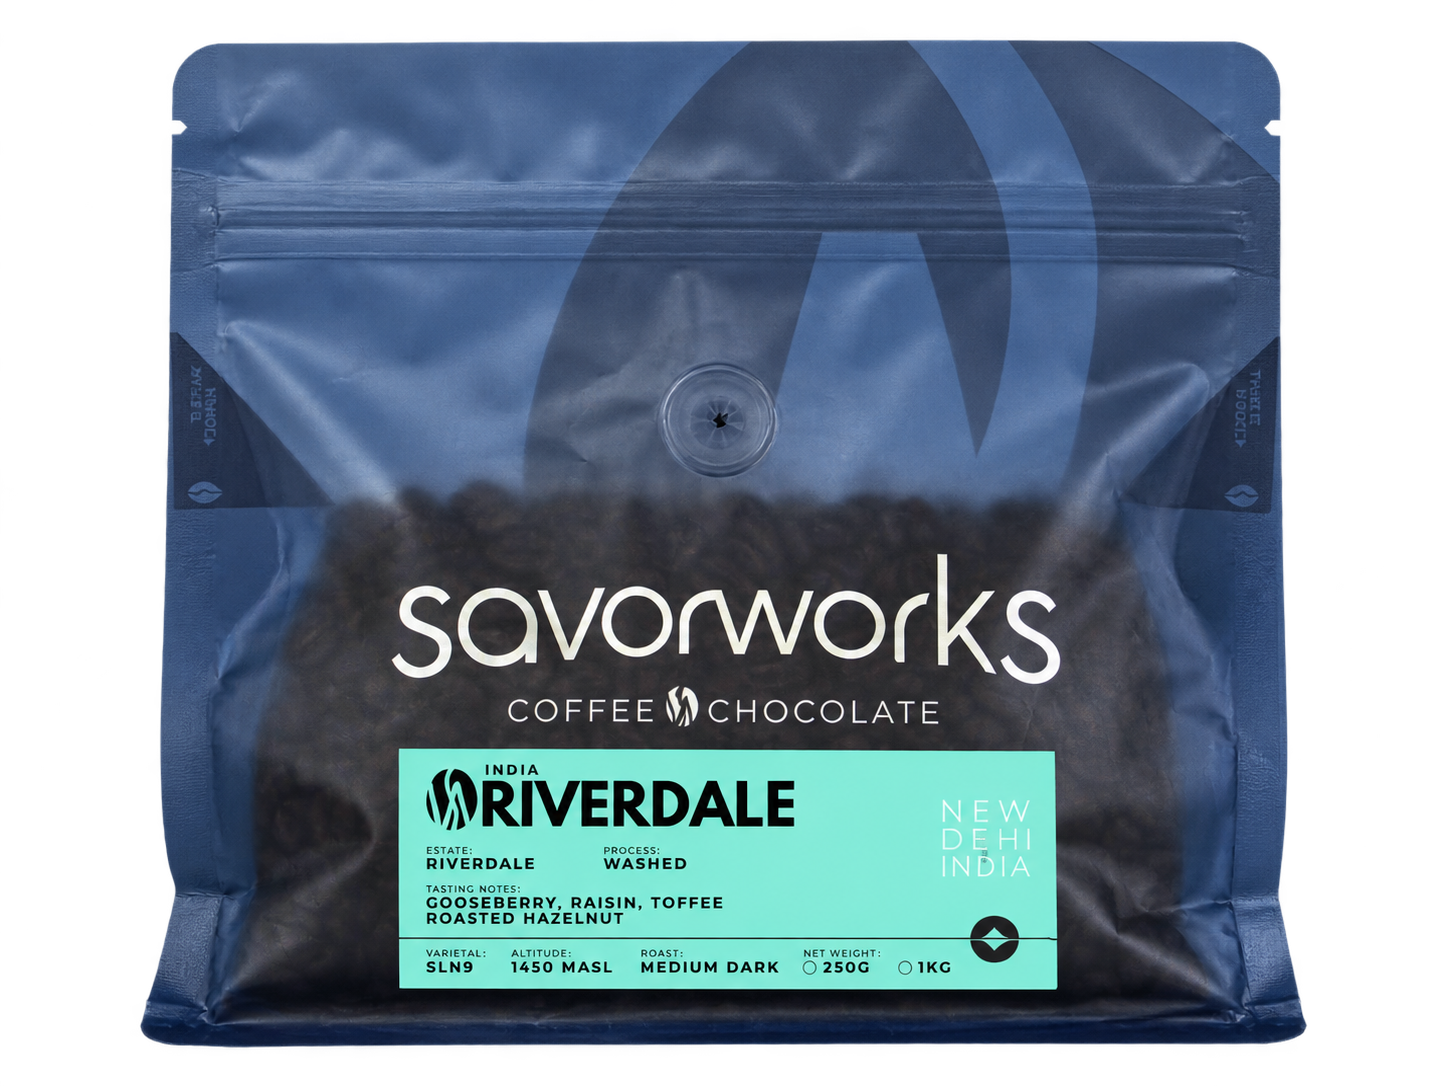 savorworks
COFFEE CHOCOLATE
INDIA
RIVERDALE
NEW
DEHI
INDIA
ESTATE:
RIVERDALE
PROCESS:
WASHED
TASTING NOTES:
GOOSEBERRY, RAISIN, TOFFEE
ROASTED HAZELNUT
VARIETAL:
SLN9
ALTITUDE:
1450 MASL
ROAST:
MEDIUM DARK
NET WEIGHT:
250G 1KG